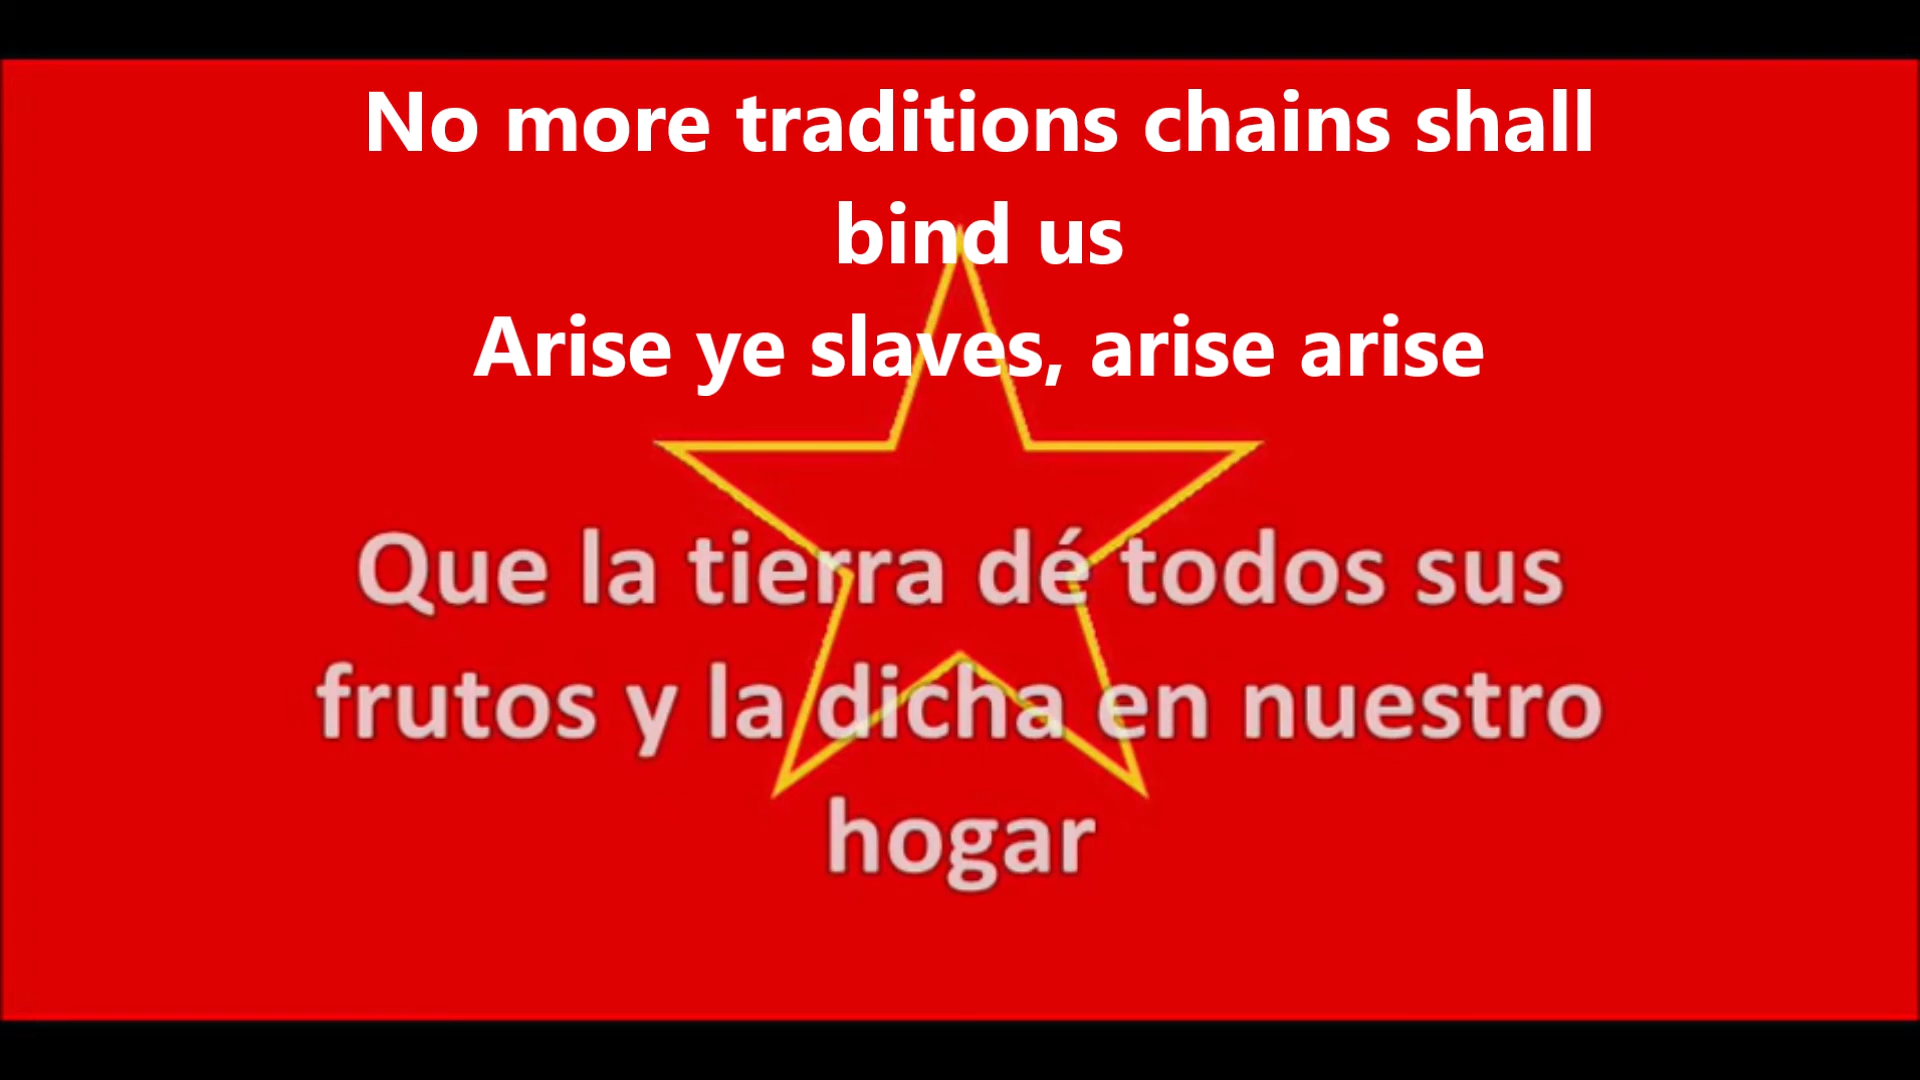 No more traditions chains shall
bind us
Arise ye slaves, arise arise
Que la tierra dé todos sus
frutos y la dicha en nuestro
hogar